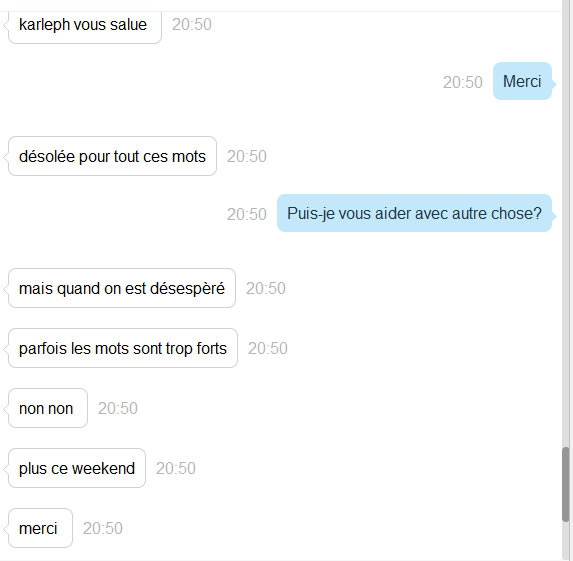 karleph vous salue 20:50
20:50 Merci
désolée pour tout ces mots 20:50
20:50 Puis-je vous aider avec autre chose?
mais quand on est désespèré 20:50
parfois les mots sont trop forts 20:50
non non 20:50
plus ce weekend 20:50
merci 20:50